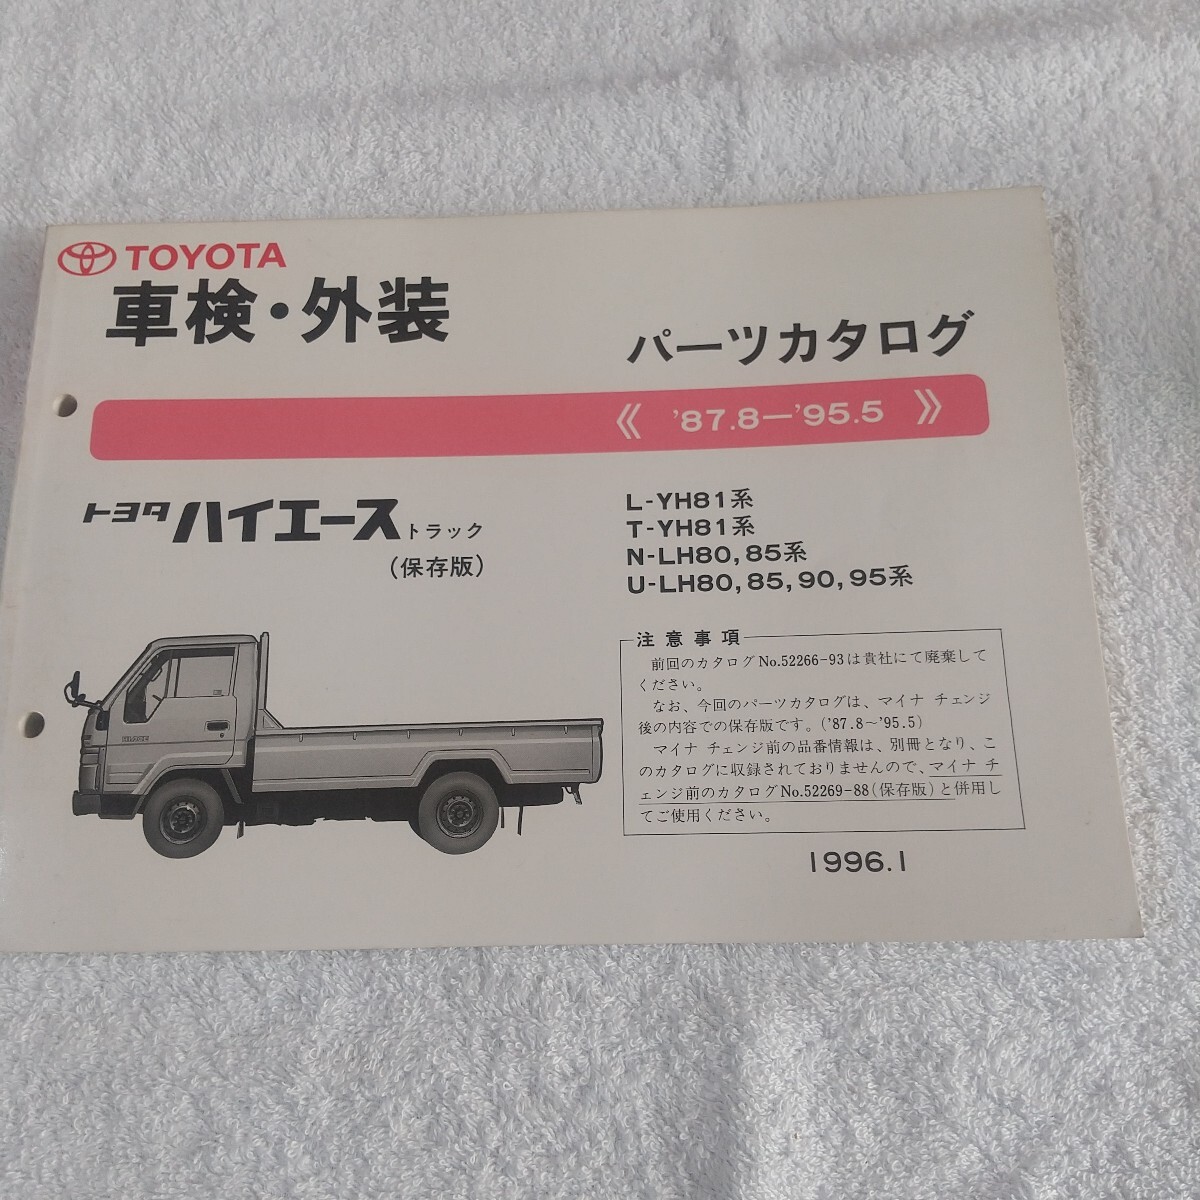 TOYOTA
車検・外装
パーツカタログ
《 '87.8—'95.5 》
トヨタ ハイエース トラック
(保存版)
L-YH81系
T-YH81系
N-LH80, 85系
U-LH80, 85, 90, 95系
注意事項
前回のカタログNo.52266-93は貴社にて廃棄して
ください。
なお、今回のパーツカタログは、マイナ チェンジ
後の内容での保存版です。('87.8〜'95.5)
マイナ チェンジ前の品番情報は、別冊となり、こ
のカタログに収録されておりませんので、マイナ チ
ェンジ前のカタログNo.52269-88(保存版)と併用し
てご使用ください。
1996.1